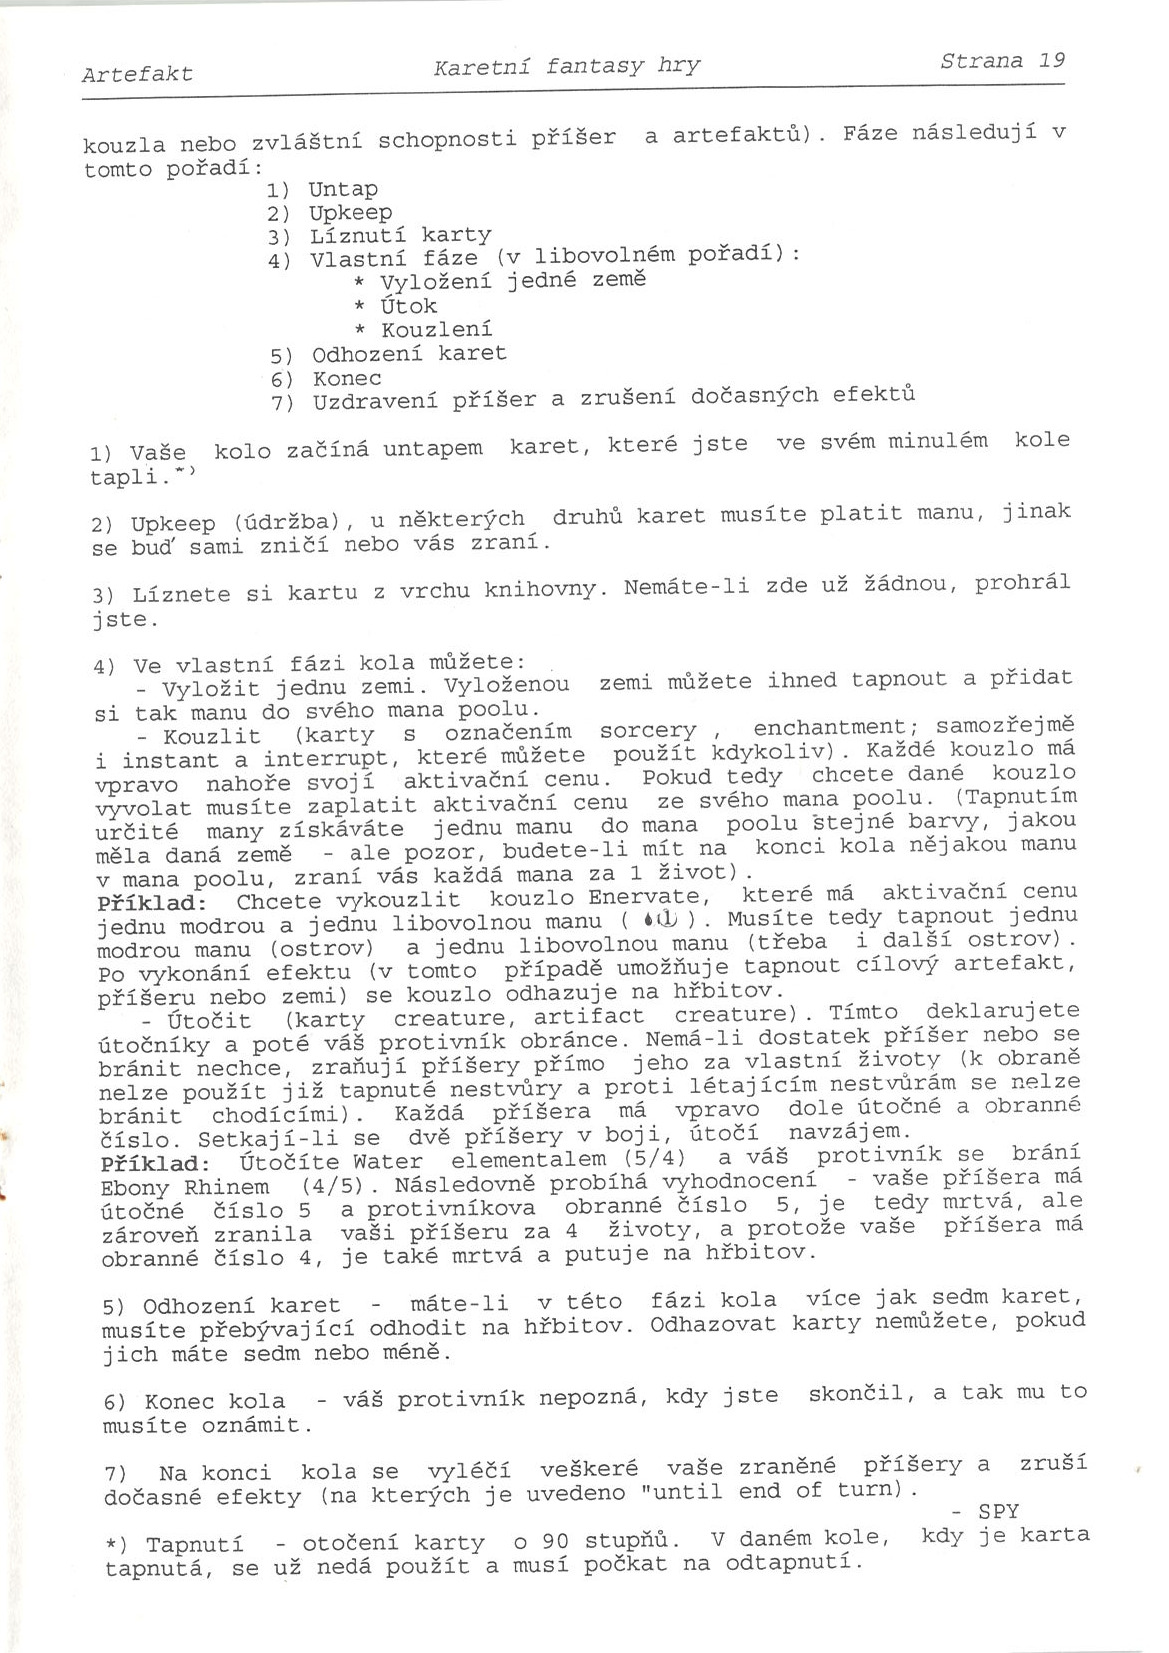 Artefakt Karetní fantasy hry Strana 19
kouzla nebo zvláštní schopnosti příšer a artefaktů). Fáze následují v
tomto pořadí:
1) Untap
2) Upkeep
3) Líznutí karty
4) Vlastní fáze (v libovolném pořadí):
* Vyložení jedné země
* Útok
* Kouzlení
5) Odhození karet
6) Konec
7) Uzdravení příšer a zrušení dočasných efektů
1) Vaše kolo začíná untapem karet, které jste ve svém minulém kole
tapli.*)
2) Upkeep (údržba), u některých druhů karet musíte platit manu, jinak
se buď sami zničí nebo vás zraní.
3) Líznete si kartu z vrchu knihovny. Nemáte-li zde už žádnou, prohrál
jste.
4) Ve vlastní fázi kola můžete:
- Vyložit jednu zemi. Vyloženou zemi můžete ihned tapnout a přidat
si tak manu do svého mana poolu.
- Kouzlit (karty s označením sorcery , enchantment; samozřejmě
i instant a interrupt, které můžete použít kdykoliv). Každé kouzlo má
vpravo nahoře svojí aktivační cenu. Pokud tedy chcete dané kouzlo
vyvolat musíte zaplatit aktivační cenu ze svého mana poolu. (Tapnutím
určité many získáváte jednu manu do mana poolu stejné barvy, jakou
měla daná země - ale pozor, budete-li mít na konci kola nějakou manu
v mana poolu, zraní vás každá mana za 1 život).
Příklad: Chcete vykouzlit kouzlo Enervate, které má aktivační cenu
jednu modrou a jednu libovolnou manu ( ). Musíte tedy tapnout jednu
modrou manu (ostrov) a jednu libovolnou manu (třeba i další ostrov).
Po vykonání efektu (v tomto případě umožňuje tapnout cílový artefakt,
příšeru nebo zemi) se kouzlo odhazuje na hřbitov.
- Útočit (karty creature, artifact creature). Tímto deklarujete
útočníky a poté váš protivník obránce. Nemá-li dostatek příšer nebo se
bránit nechce, zraňují příšery přímo jeho za vlastní životy (k obraně
nelze použít již tapnuté nestvůry a proti létajícím nestvůrám se nelze
bránit chodícími). Každá příšera má vpravo dole útočné a obranné
číslo. Setkají-li se dvě příšery v boji, útočí navzájem.
Příklad: Útočíte Water elementalem (5/4) a váš protivník se brání
Ebony Rhinem (4/5). Následovně probíhá vyhodnocení - vaše příšera má
útočné číslo 5 a protivníkova obranné číslo 5, je tedy mrtvá, ale
zároveň zranila vaši příšeru za 4 životy, a protože vaše příšera má
obranné číslo 4, je také mrtvá a putuje na hřbitov.
5) Odhození karet - máte-li v této fázi kola více jak sedm karet,
musíte přebývající odhodit na hřbitov. Odhazovat karty nemůžete, pokud
jich máte sedm nebo méně.
6) Konec kola - váš protivník nepozná, kdy jste skončil, a tak mu to
musíte oznámit.
7) Na konci kola se vyléčí veškeré vaše zraněné příšery a zruší
dočasné efekty (na kterých je uvedeno "until end of turn).
- SPY
*) Tapnutí - otočení karty o 90 stupňů. V daném kole, kdy je karta
tapnutá, se už nedá použít a musí počkat na odtapnutí.